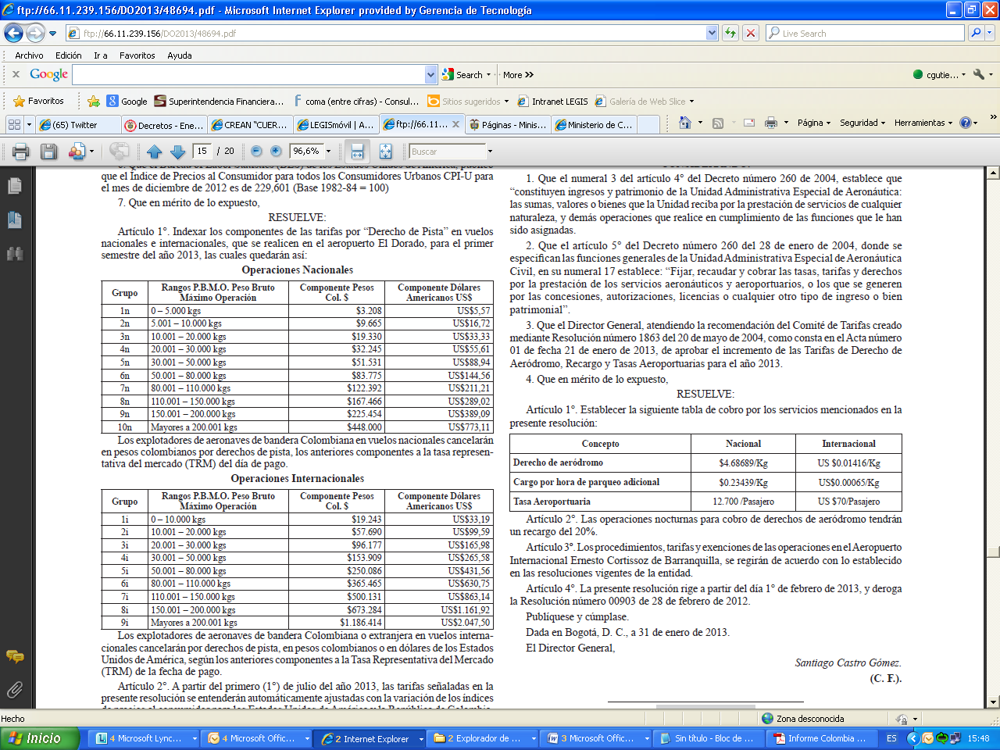 ftp://66.11.239.156/DO2013/48694.pdf - Microsoft Internet Explorer provided by Gerencia de Tecnología
ftp://66.11.239.156/DO2013/48694.pdf
Live Search
Archivo Edición Ir a Favoritos Ayuda
x Google Search More cgutie...
Favoritos Google Superintendencia Financiera... coma (entre cifras) - Consul... Sitios sugeridos Intranet LEGIS Galería de Web Slice
(65) Twitter Decretos - Ene... CREAN "CUER... LEGISmóvil | A... ftp://66.11... Páginas - Minis... Ministerio de C... Página Seguridad Herramientas
15 / 20 96,6% Buscar
que el Índice de Precios al Consumidor para todos los Consumidores Urbanos CPI-U para
el mes de diciembre de 2012 es de 229,601 (Base 1982-84 = 100)
7. Que en mérito de lo expuesto,
RESUELVE:
Artículo 1°. Indexar los componentes de las tarifas por “Derecho de Pista” en vuelos
nacionales e internacionales, que se realicen en el aeropuerto El Dorado, para el primer
semestre del año 2013, las cuales quedarán así:
Operaciones Nacionales
Grupo Rangos P.B.M.O. Peso Bruto Máximo Operación Componente Pesos Col. $ Componente Dólares Americanos US$
1n 0 – 5.000 kgs $3.208 US$5,57
2n 5.001 – 10.000 kgs $9.665 US$16,72
3n 10.001 – 20.000 kgs $19.330 US$33,33
4n 20.001 – 30.000 kgs $32.245 US$55,61
5n 30.001 – 50.000 kgs $51.531 US$88,94
6n 50.001 – 80.000 kgs $83.775 US$144,56
7n 80.001 – 110.000 kgs $122.392 US$211,21
8n 110.001 – 150.000 kgs $167.466 US$289,02
9n 150.001 – 200.000 kgs $225.454 US$389,09
10n Mayores a 200.001 kgs $448.000 US$773,11
Los explotadores de aeronaves de bandera Colombiana en vuelos nacionales cancelarán
en pesos colombianos por derechos de pista, los anteriores componentes a la tasa represen-
tativa del mercado (TRM) del día de pago.
Operaciones Internacionales
Grupo Rangos P.B.M.O. Peso Bruto Máximo Operación Componente Pesos Col. $ Componente Dólares Americanos US$
1i 0 – 10.000 kgs $19.243 US$33,19
2i 10.001 – 20.000 kgs $57.690 US$99,59
3i 20.001 – 30.000 kgs $96.177 US$165,98
4i 30.001 – 50.000 kgs $153.909 US$265,58
5i 50.001 – 80.000 kgs $250.086 US$431,56
6i 80.001 – 110.000 kgs $365.465 US$630,75
7i 110.001 – 150.000 kgs $500.131 US$863,14
8i 150.001 – 200.000 kgs $673.284 US$1.161,92
9i Mayores a 200.001 kgs $1.186.414 US$2.047,50
Los explotadores de aeronaves de bandera Colombiana o extranjera en vuelos interna-
cionales cancelarán por derechos de pista, en pesos colombianos o en dólares de los Estados
Unidos de América, según los anteriores componentes a la Tasa Representativa del Mercado
(TRM) de la fecha de pago.
Artículo 2°. A partir del primero (1°) de julio del año 2013, las tarifas señaladas en la
presente resolución se entenderán automáticamente ajustadas con la variación de los índices
1. Que el numeral 3 del artículo 4° del Decreto número 260 de 2004, establece que
“constituyen ingresos y patrimonio de la Unidad Administrativa Especial de Aeronáutica:
las sumas, valores o bienes que la Unidad reciba por la prestación de servicios de cualquier
naturaleza, y demás operaciones que realice en cumplimiento de las funciones que le han
sido asignadas.
2. Que el artículo 5° del Decreto número 260 del 28 de enero de 2004, donde se
especifican las funciones generales de la Unidad Administrativa Especial de Aeronáutica
Civil, en su numeral 17 establece: “Fijar, recaudar y cobrar las tasas, tarifas y derechos
por la prestación de los servicios aeronáuticos y aeroportuarios, o los que se generen
por las concesiones, autorizaciones, licencias o cualquier otro tipo de ingreso o bien
patrimonial”.
3. Que el Director General, atendiendo la recomendación del Comité de Tarifas creado
mediante Resolución número 1863 del 20 de mayo de 2004, como consta en el Acta número
01 de fecha 21 de enero de 2013, de aprobar el incremento de las Tarifas de Derecho de
Aeródromo, Recargo y Tasas Aeroportuarias para el año 2013.
4. Que en mérito de lo expuesto,
RESUELVE:
Artículo 1°. Establecer la siguiente tabla de cobro por los servicios mencionados en la
presente resolución:
Concepto Nacional Internacional
Derecho de aeródromo $4.68689/Kg US $0.01416/Kg
Cargo por hora de parqueo adicional $0.23439/Kg US$0.00065/Kg
Tasa Aeroportuaria 12.700 /Pasajero US $70/Pasajero
Artículo 2°. Las operaciones nocturnas para cobro de derechos de aeródromo tendrán
un recargo del 20%.
Artículo 3°. Los procedimientos, tarifas y exenciones de las operaciones en el Aeropuerto
Internacional Ernesto Cortissoz de Barranquilla, se regirán de acuerdo con lo establecido
en las resoluciones vigentes de la entidad.
Artículo 4°. La presente resolución rige a partir del día 1° de febrero de 2013, y deroga
la Resolución número 00903 de 28 de febrero de 2012.
Publíquese y cúmplase.
Dada en Bogotá, D. C., a 31 de enero de 2013.
El Director General,
Santiago Castro Gómez.
(C. F.).
Hecho Zona desconocida
Inicio 4 Microsoft Lync... 4 Microsoft Offic... 2 Internet Explorer 2 Explorador de ... 3 Microsoft Offic... Sin título - Bloc de ... Informe Colombia ... ES 15:48